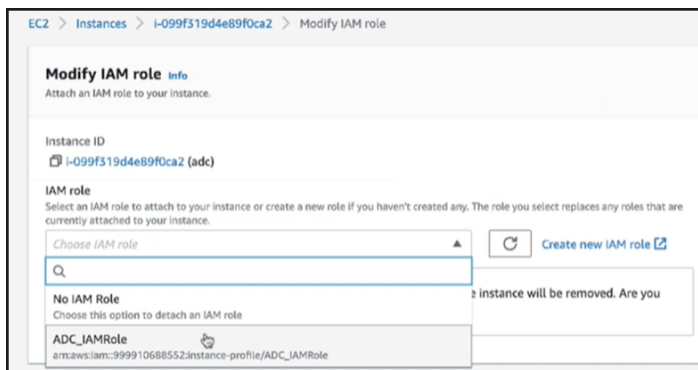 EC2 > Instances > i-099f319d4e89f0ca2 > Modify IAM role
Modify IAM role Info
Attach an IAM role to your instance.
Instance ID
i-099f319d4e89f0ca2 (adc)
IAM role
Select an IAM role to attach to your instance or create a new role if you haven't created any. The role you select replaces any roles that are
currently attached to your instance.
Choose IAM role
Create new IAM role
No IAM Role
Choose this option to detach an IAM role
e instance will be removed. Are you
ADC_IAMRole
arn:aws:iam::999910688552:instance-profile/ADC_IAMRole